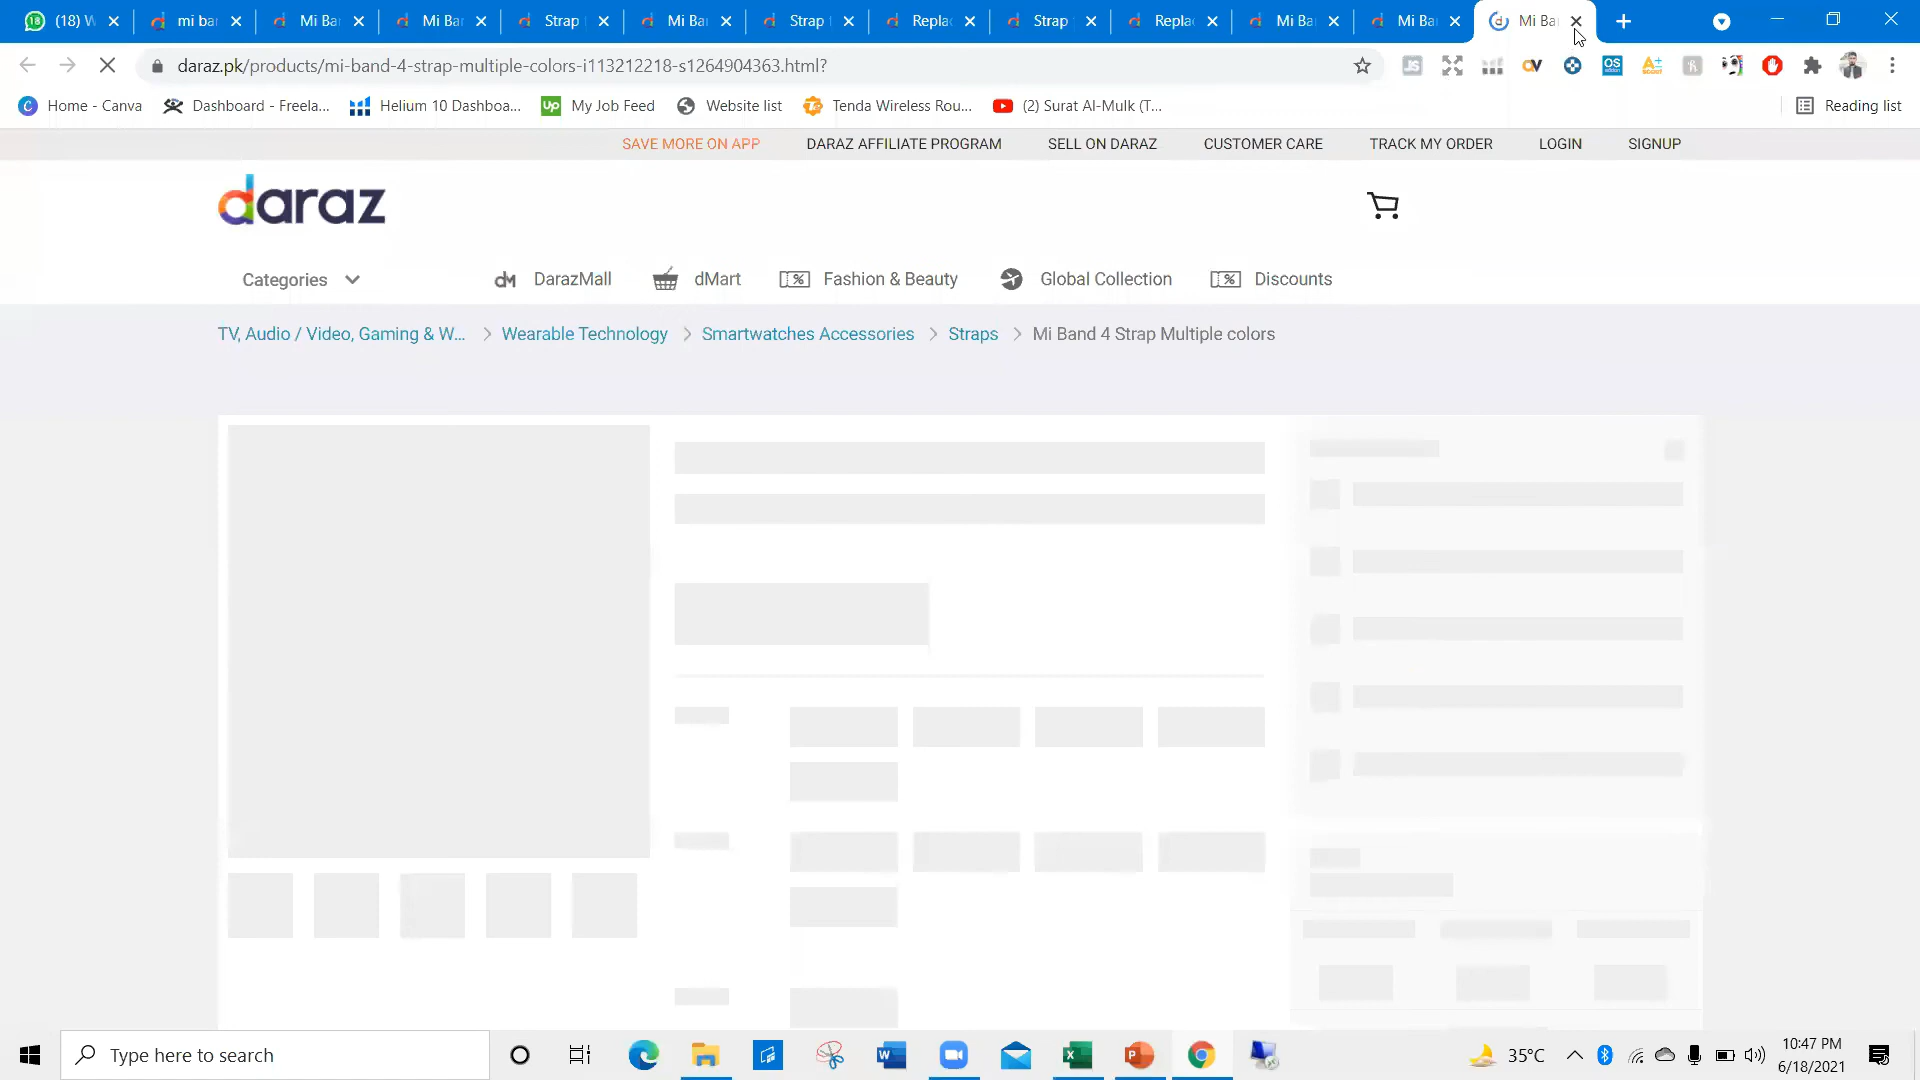 (18) W
mi bar
Mi Bar
Mi Bar
Strap f
Mi Bar
Strap f
Replac
Strap
Replac
Mi Bar
Mi Bar
Mi Bar
daraz.pk/products/mi-band-4-strap-multiple-colors-i113212218-s1264904363.html?
Home - Canva
Dashboard - Freela...
Helium 10 Dashboa...
My Job Feed
Website list
Tenda Wireless Rou...
(2) Surat Al-Mulk (T...
Reading list
SAVE MORE ON APP
DARAZ AFFILIATE PROGRAM
SELL ON DARAZ
CUSTOMER CARE
TRACK MY ORDER
LOGIN
SIGNUP
daraz
Categories
DarazMall
dMart
Fashion & Beauty
Global Collection
Discounts
TV, Audio / Video, Gaming & W... > Wearable Technology > Smartwatches Accessories > Straps > Mi Band 4 Strap Multiple colors
Type here to search
35°C
10:47 PM
6/18/2021